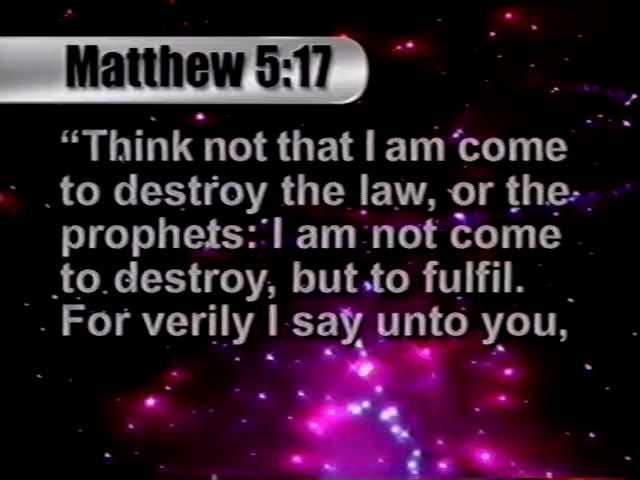 Matthew 5:17
“Think not that I am come
to destroy the law, or the
prophets: I am not come
to destroy, but to fulfil.
For verily I say unto you,